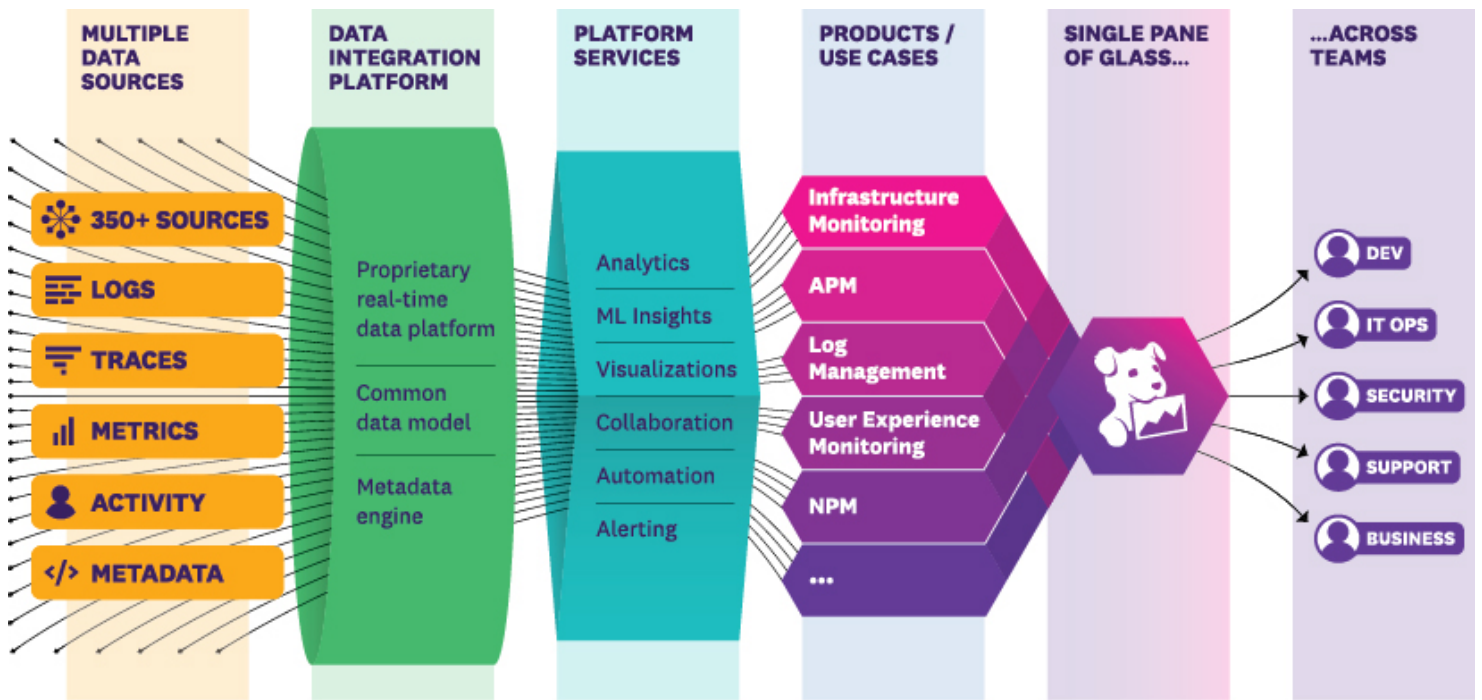 MULTIPLE
DATA
SOURCES
350+ SOURCES
LOGS
TRACES
METRICS
ACTIVITY
</> METADATA
DATA
INTEGRATION
PLATFORM
Proprietary
real-time
data platform
Common
data model
Metadata
engine
PLATFORM
SERVICES
Analytics
ML Insights
Visualizations
Collaboration
Automation
Alerting
PRODUCTS /
USE CASES
Infrastructure
Monitoring
APM
Log
Management
User Experience
Monitoring
NPM
...
SINGLE PANE
OF GLASS...
...ACROSS
TEAMS
DEV
IT OPS
SECURITY
SUPPORT
BUSINESS